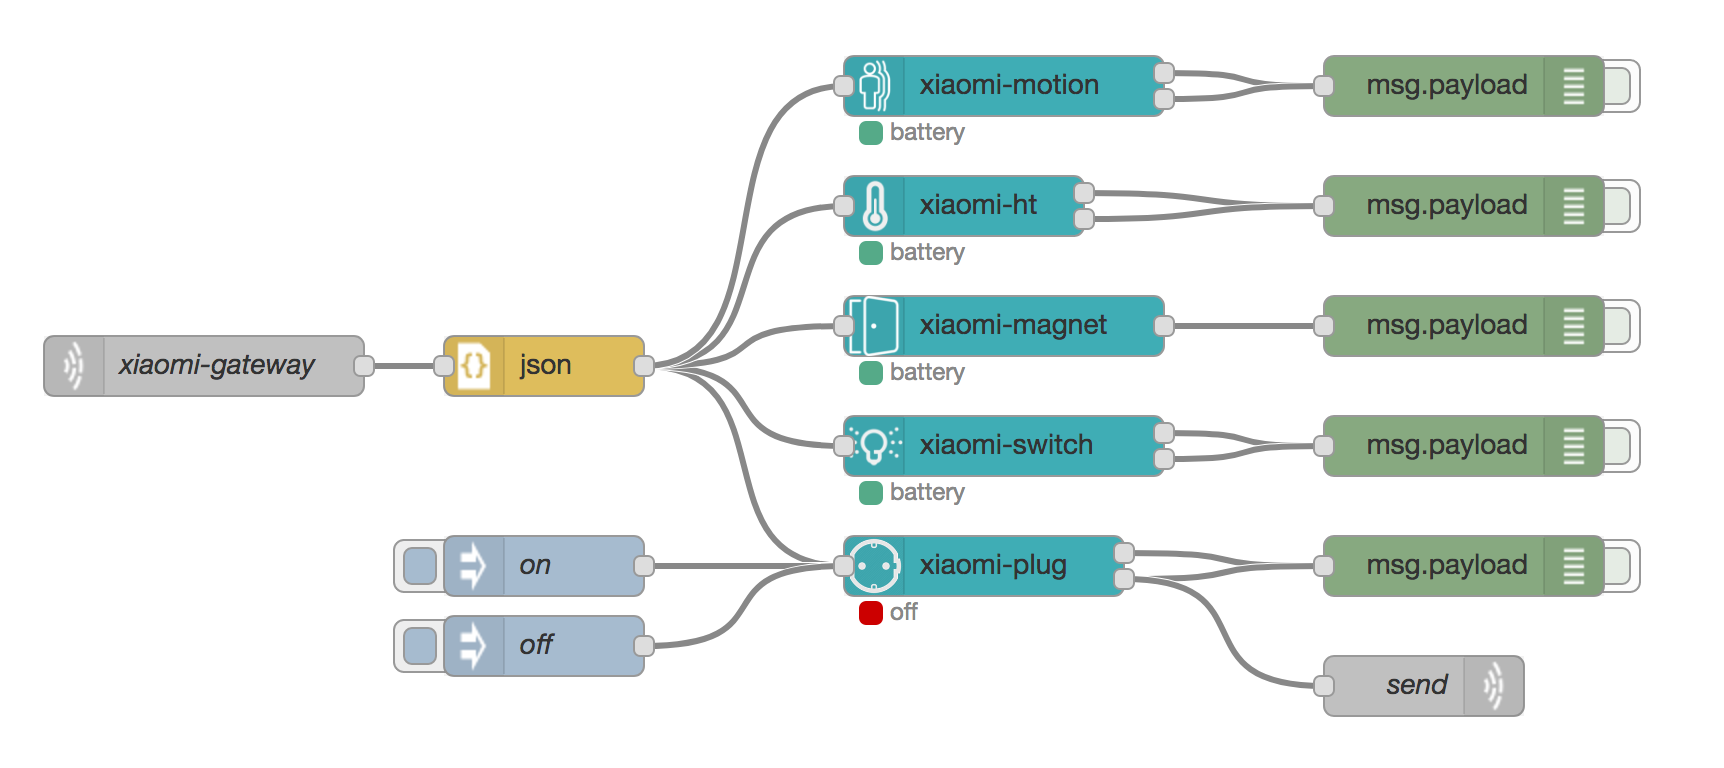 xiaomi-motion
msg.payload
battery
xiaomi-ht
msg.payload
battery
xiaomi-magnet
msg.payload
battery
xiaomi-gateway
{} json
xiaomi-switch
msg.payload
battery
on
xiaomi-plug
msg.payload
off
off
send